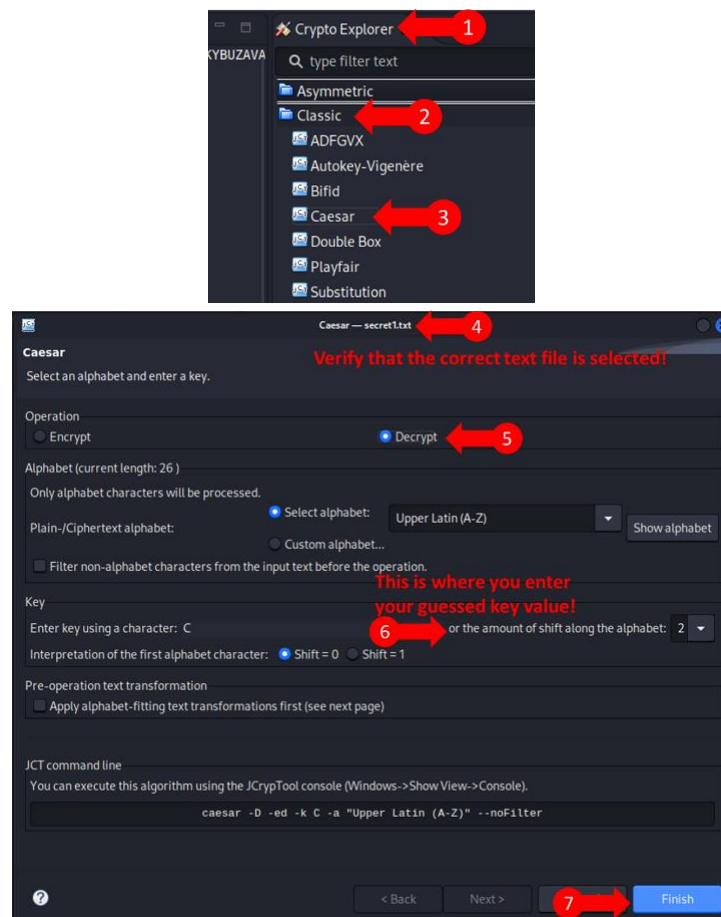 Crypto Explorer
1
KYBUZAVA
type filter text
Asymmetric
Classic
2
ADFGVX
Autokey-Vigenère
Bifid
Caesar
3
Double Box
Playfair
Substitution
Caesar — secret1.txt
4
Caesar
Verify that the correct text file is selected!
Select an alphabet and enter a key.
Operation
Encrypt
Decrypt
5
Alphabet (current length: 26 )
Only alphabet characters will be processed.
Plain-/Ciphertext alphabet:
Select alphabet:
Upper Latin (A-Z)
Show alphabet
Custom alphabet...
Filter non-alphabet characters from the input text before the operation.
This is where you enter
your guessed key value!
Key
Enter key using a character: C
6
or the amount of shift along the alphabet: 2
Interpretation of the first alphabet character: Shift = 0 Shift = 1
Pre-operation text transformation
Apply alphabet-fitting text transformations first (see next page)
JCT command line
You can execute this algorithm using the JCrypTool console (Windows->Show View->Console).
caesar -D -ed -k C -a "Upper Latin (A-Z)" --noFilter
?
< Back
Next >
7
Finish